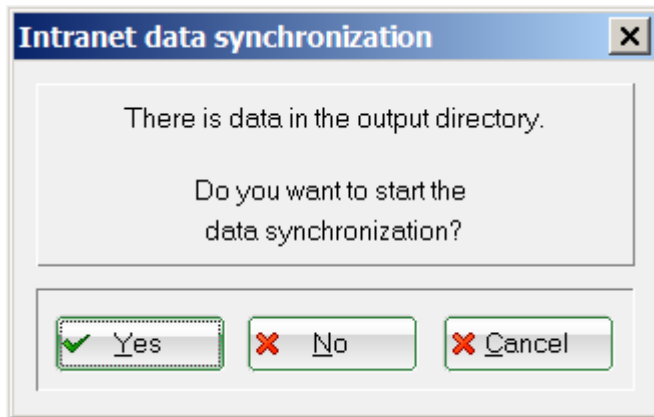 Intranet data synchronization
There is data in the output directory.
Do you want to start the
data synchronization?
Yes
No
Cancel